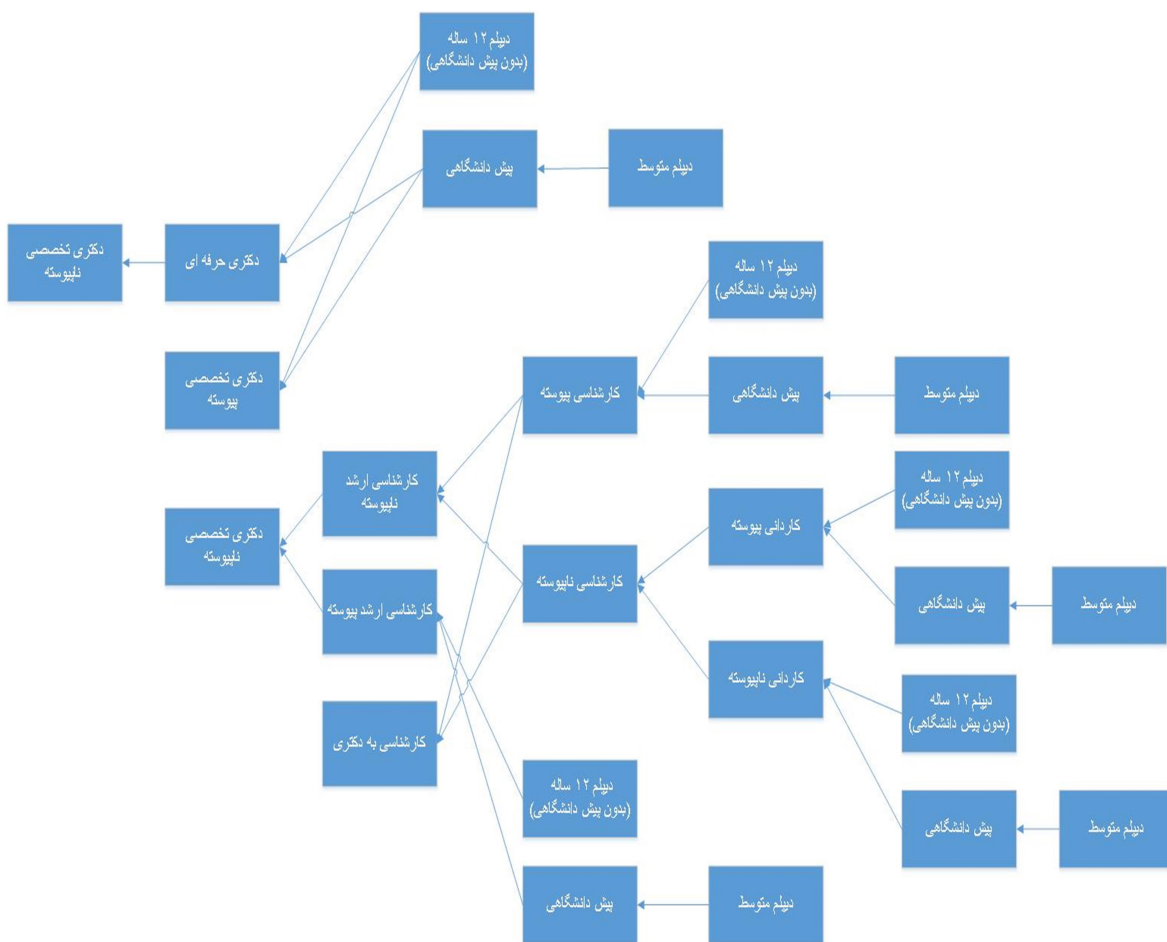 دیپلم ۱۲ ساله
(بدون پیش دانشگاهی)
دیپلم متوسط
پیش دانشگاهی
دکتری حرفه ای
دکتری تخصصی
ناپیوسته
دیپلم ۱۲ ساله
(بدون پیش دانشگاهی)
دکتری تخصصی
پیوسته
دیپلم متوسط
پیش دانشگاهی
کارشناسی پیوسته
دیپلم ۱۲ ساله
(بدون پیش دانشگاهی)
کارشناسی ارشد
ناپیوسته
کاردانی پیوسته
دکتری تخصصی
ناپیوسته
کارشناسی ناپیوسته
دیپلم متوسط
پیش دانشگاهی
کارشناسی ارشد پیوسته
کاردانی ناپیوسته
دیپلم ۱۲ ساله
(بدون پیش دانشگاهی)
کارشناسی به دکتری
دیپلم ۱۲ ساله
(بدون پیش دانشگاهی)
دیپلم متوسط
پیش دانشگاهی
دیپلم متوسط
پیش دانشگاهی